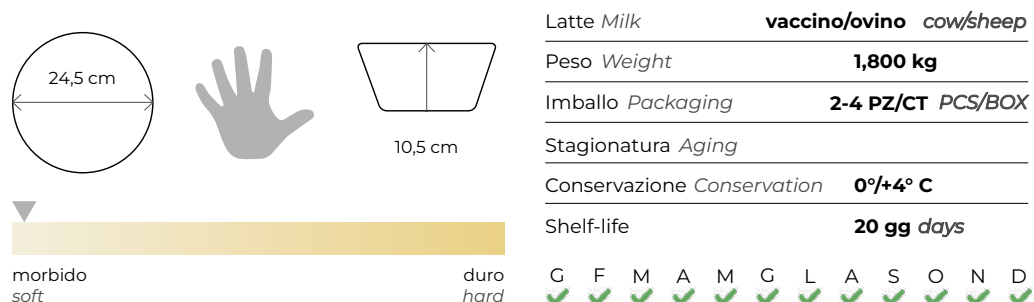 24,5 cm
10,5 cm
morbido
soft
duro
hard
Latte Milk vaccino/ovino cow/sheep
Peso Weight 1,800 kg
Imballo Packaging 2-4 PZ/CT PCS/BOX
Stagionatura Aging
Conservazione Conservation 0°/+4° C
Shelf-life 20 gg days
G F M A M G L A S O N D